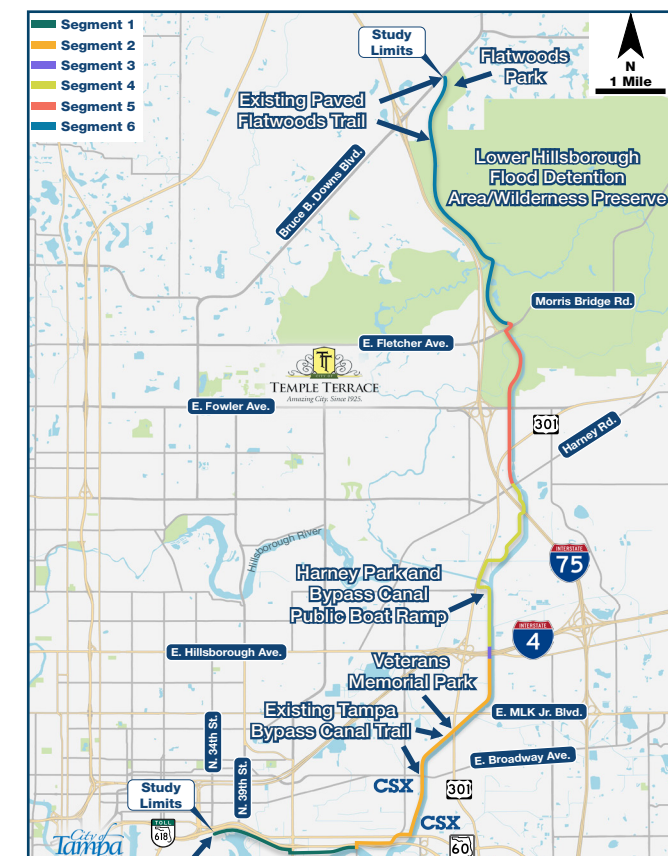 Segment 1
Segment 2
Segment 3
Segment 4
Segment 5
Segment 6
Study
Limits
Flatwoods
Park
N
1 Mile
Existing Paved
Flatwoods Trail
Bruce B. Downs Blvd.
Lower Hillsborough
Flood Detention
Area/Wilderness Preserve
Morris Bridge Rd.
E. Fletcher Ave.
TEMPLE TERRACE
Amazing City. Since 1925.
E. Fowler Ave.
301
Harney Rd.
Hillsborough River
INTERSTATE
75
Harney Park and
Bypass Canal
Public Boat Ramp
INTERSTATE
4
E. Hillsborough Ave.
Veterans
Memorial Park
Existing Tampa
Bypass Canal Trail
E. MLK Jr. Blvd.
N. 34th St.
E. Broadway Ave.
N. 39th St.
CSX
301
Study
Limits
TOLL
618
CSX
60
City of
Tampa